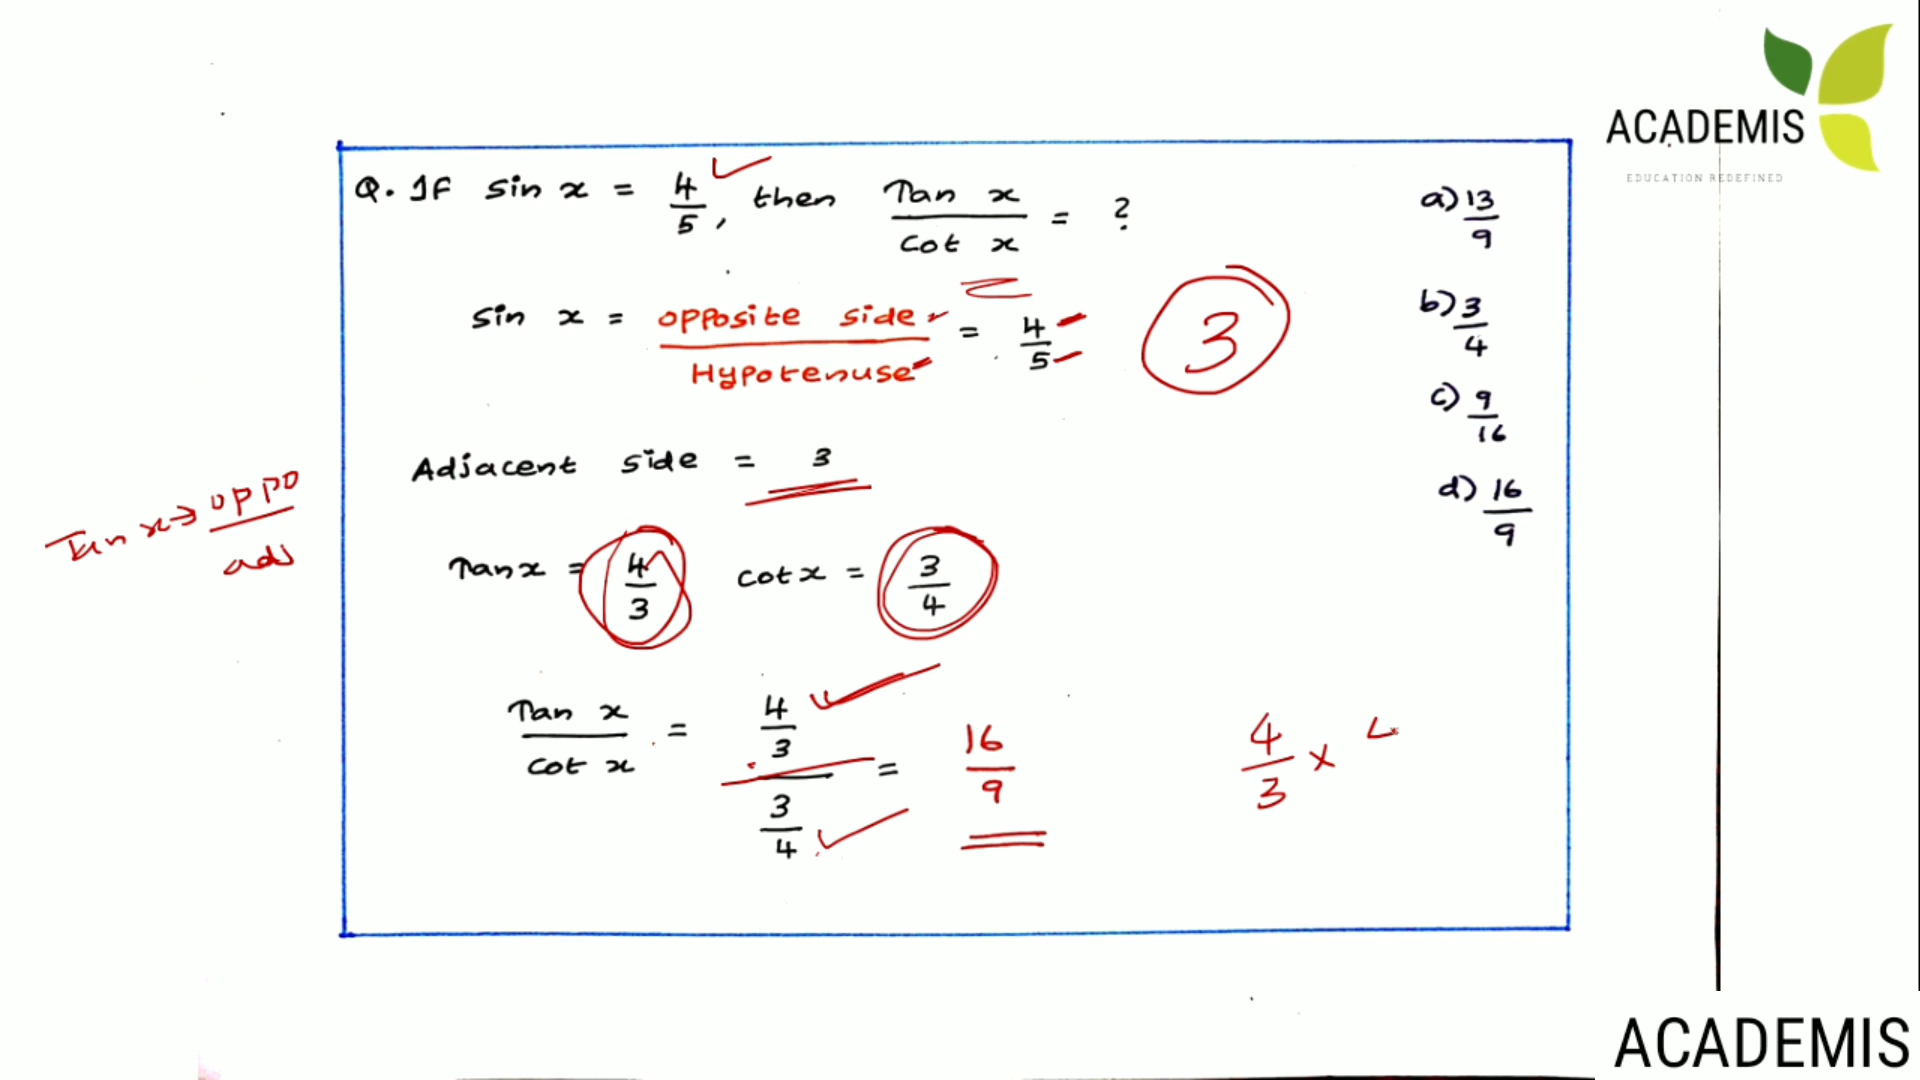 ACADEMIS
EDUCATION REDEFINED
Q. If sin x = 4/5, then Tan x / cot x = ?
a) 13/9
b) 3/4
c) 9/16
d) 16/9
sin x = opposite side / Hypotenuse = 4/5
3
Adjacent side = 3
Tan x → oppo / adj
Tan x = 4/3 cot x = 3/4
Tan x / cot x = 4/3 / 3/4 = 16/9
4/3 x
ACADEMIS